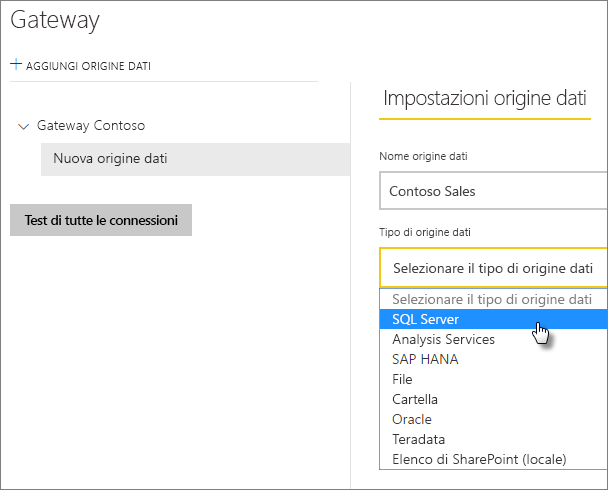 Gateway
+ AGGIUNGI ORIGINE DATI
Gateway Contoso
Nuova origine dati
Test di tutte le connessioni
Impostazioni origine dati
Nome origine dati
Contoso Sales
Tipo di origine dati
Selezionare il tipo di origine dati
Selezionare il tipo di origine dati
SQL Server
Analysis Services
SAP HANA
File
Cartella
Oracle
Teradata
Elenco di SharePoint (locale)